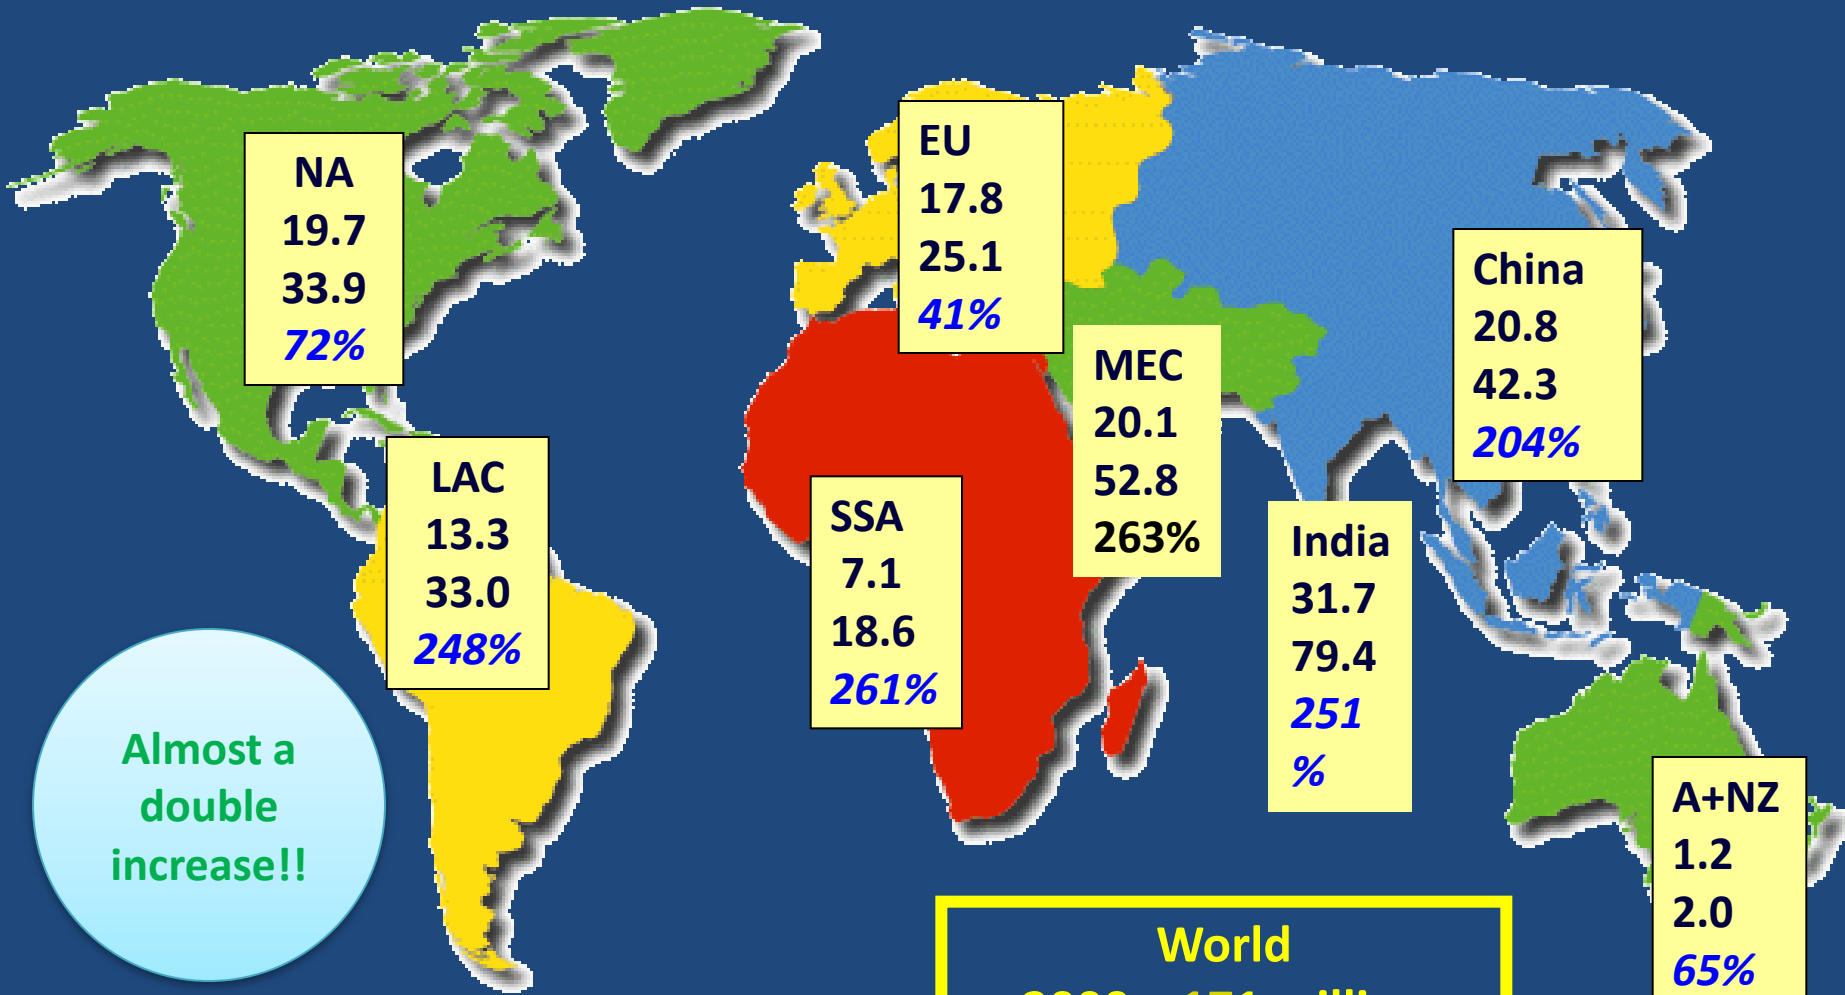 NA
19.7
33.9
72%
EU
17.8
25.1
41%
China
20.8
42.3
204%
MEC
20.1
52.8
263%
LAC
13.3
33.0
248%
SSA
7.1
18.6
261%
India
31.7
79.4
251
%
Almost a
double
increase!!
A+NZ
1.2
2.0
65%
World